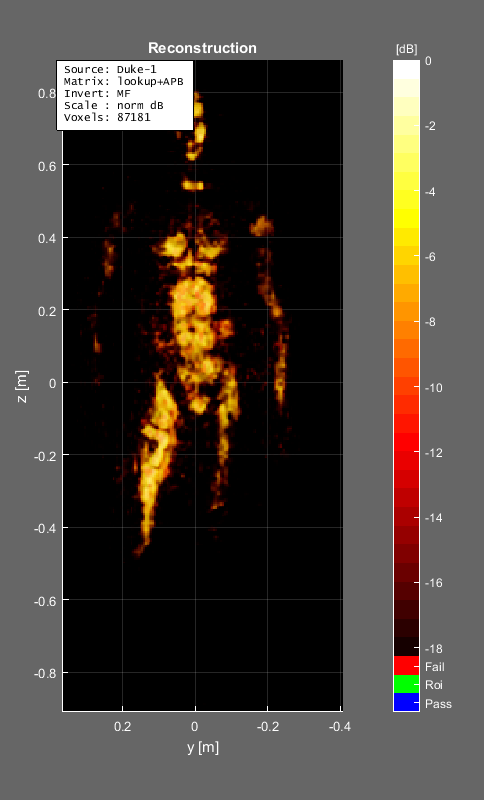 Reconstruction
[dB]
Source: Duke-1
Matrix: lookup+APB
Invert: MF
Scale : norm dB
Voxels: 87181
0.8
0.6
0.4
0.2
0
-0.2
-0.4
-0.6
-0.8
z [m]
0.2
0
-0.2
-0.4
y [m]
0
-2
-4
-6
-8
-10
-12
-14
-16
-18
Fail
Roi
Pass